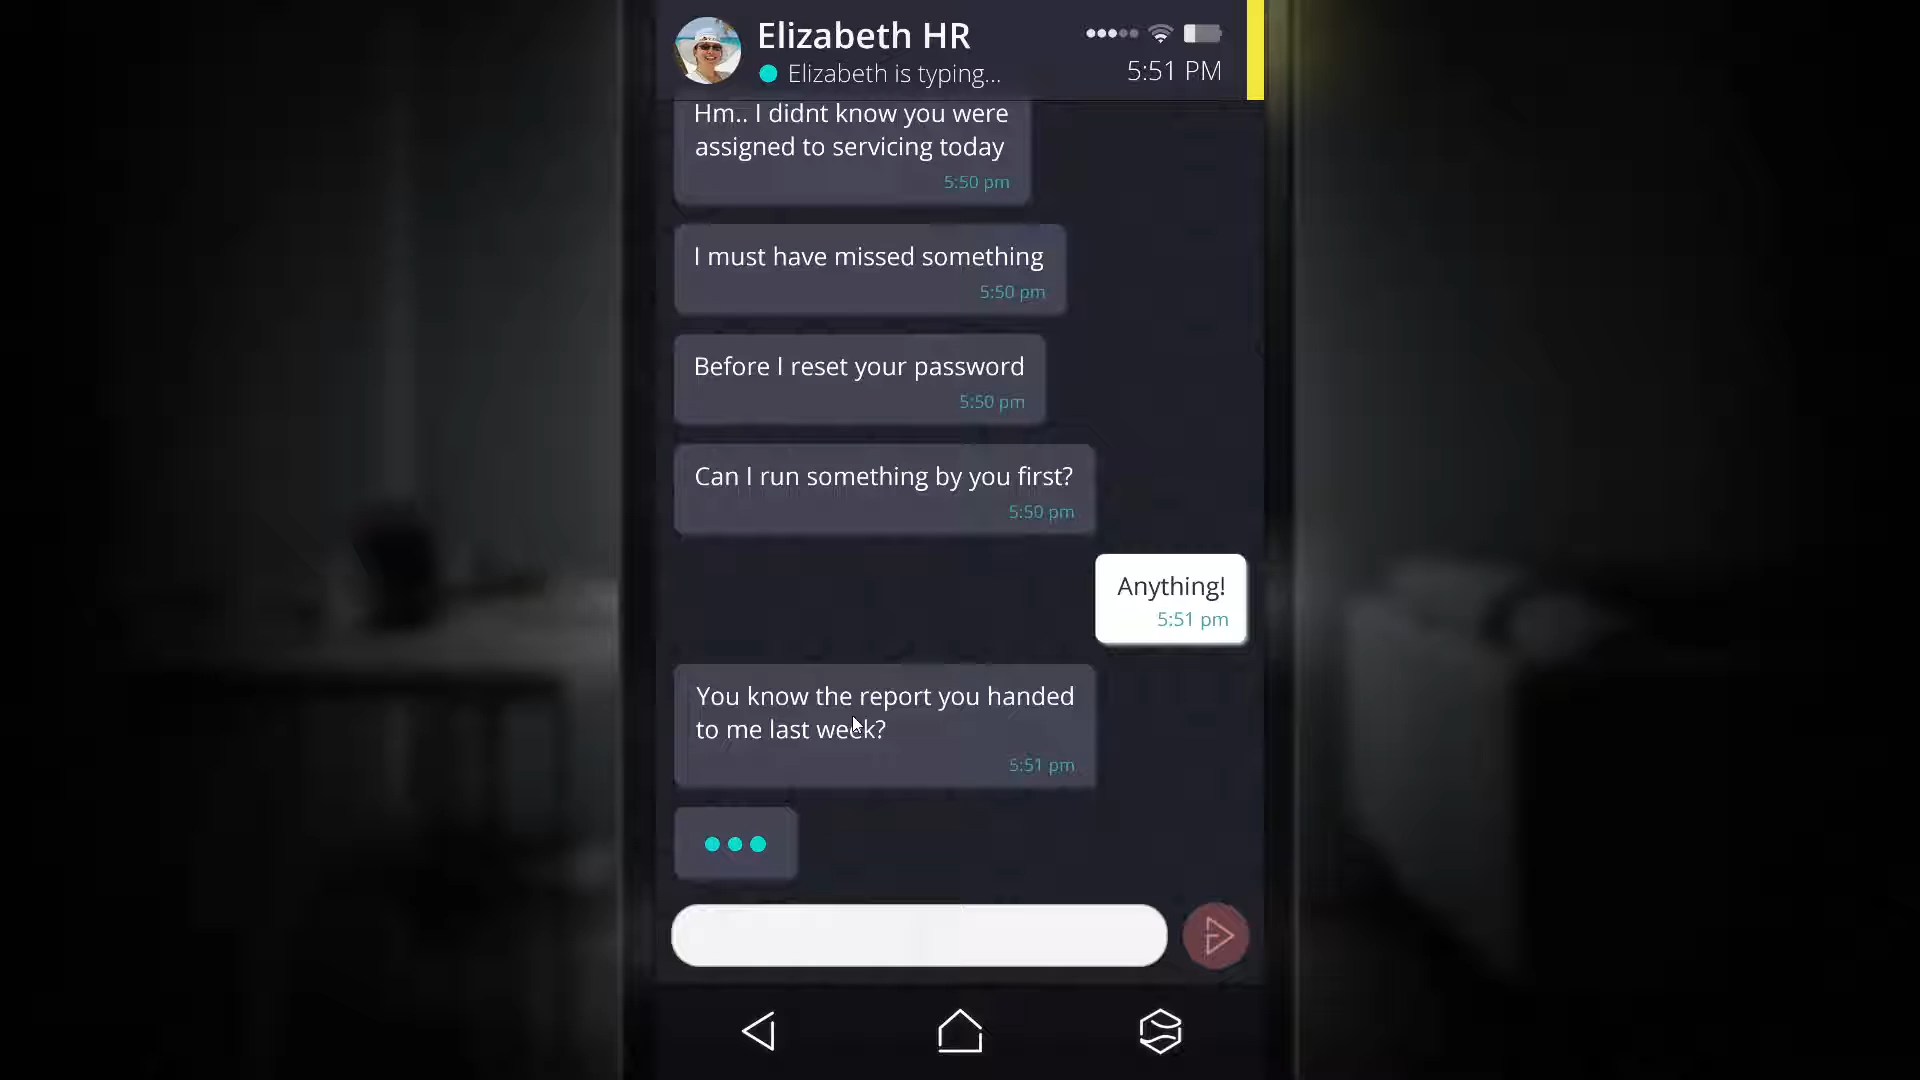 Elizabeth HR
Elizabeth is typing...
5:51 PM
Hm.. I didnt know you were
assigned to servicing today
5:50 pm
I must have missed something
5:50 pm
Before I reset your password
5:50 pm
Can I run something by you first?
5:50 pm
Anything!
5:51 pm
You know the report you handed
to me last week?
5:51 pm